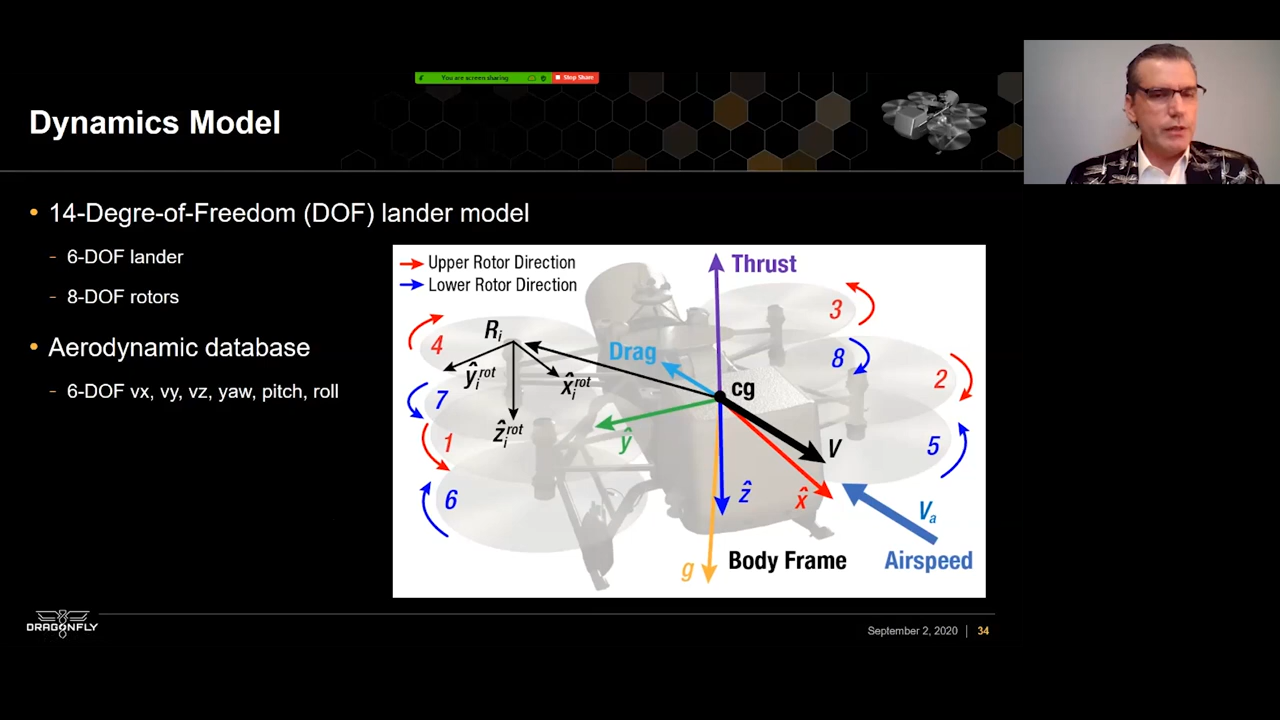 You are screen sharing
Stop Share
Dynamics Model
• 14-Degre-of-Freedom (DOF) lander model
- 6-DOF lander
- 8-DOF rotors
• Aerodynamic database
- 6-DOF vx, vy, vz, yaw, pitch, roll
Upper Rotor Direction
Lower Rotor Direction
Thrust
3
4
Rᵢ
Drag
8
2
ŷᵢʳᵒᵗ
x̂ᵢʳᵒᵗ
cg
7
ẑᵢʳᵒᵗ
ŷ
1
V
5
6
ẑ
x̂
Vₐ
g
Body Frame
Airspeed
DRAGONFLY
September 2, 2020 | 34